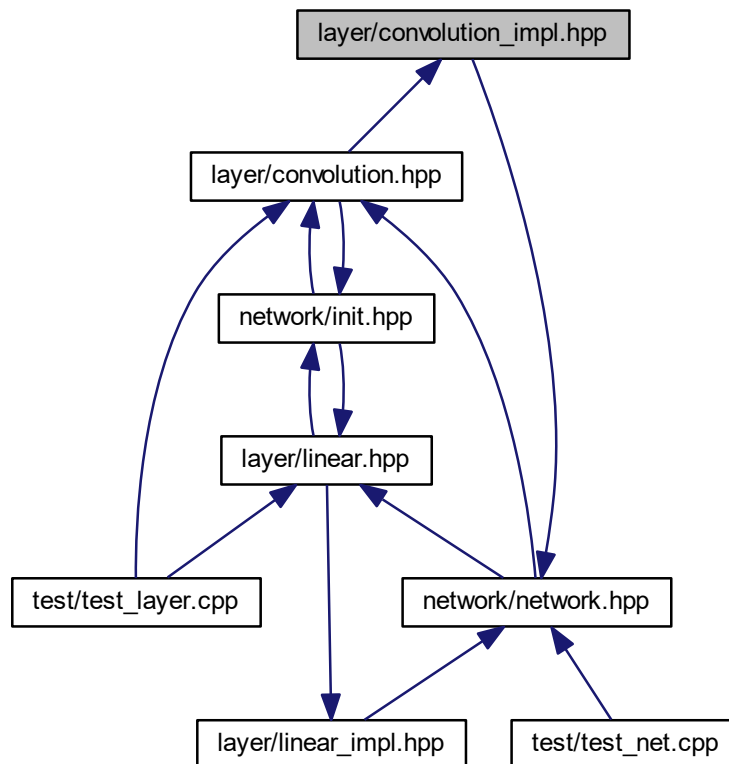 layer/convolution_impl.hpp
layer/convolution.hpp
network/init.hpp
layer/linear.hpp
test/test_layer.cpp
network/network.hpp
layer/linear_impl.hpp
test/test_net.cpp